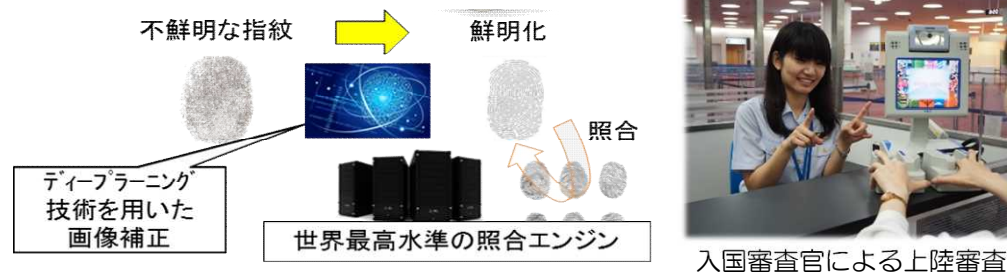 不鮮明な指紋
鮮明化
照合
ディープラーニング
技術を用いた
画像補正
世界最高水準の照合エンジン
入国審査官による上陸審査